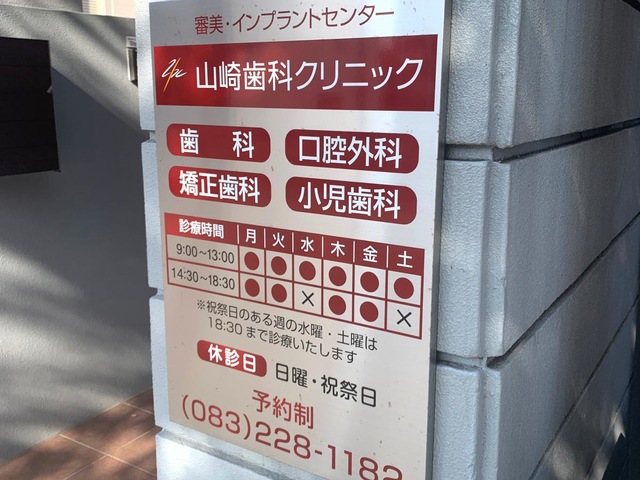 審美・インプラントセンター
山崎歯科クリニック
歯 科 口腔外科
矯正歯科 小児歯科
診療時間 月 火 水 木 金 土
9:00~13:00 ● ● ● ● ● ●
14:30~18:30 ● ● × ● ● ×
※祝祭日のある週の水曜・土曜は
18:30まで診療いたします
休診日 日曜・祝祭日
予約制
(083)228-1182